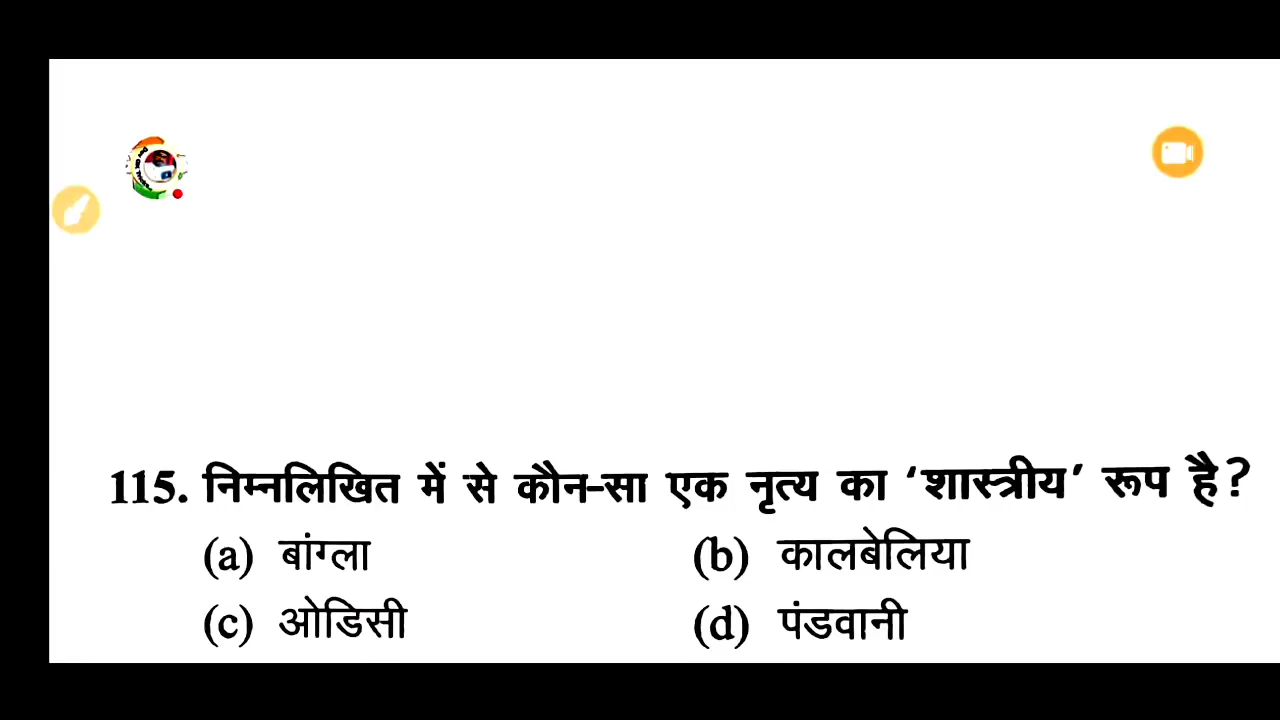 115. निम्नलिखित में से कौन-सा एक नृत्य का ‘शास्त्रीय’ रूप है?
(a) बांग्ला (b) कालबेलिया
(c) ओडिसी (d) पंडवानी